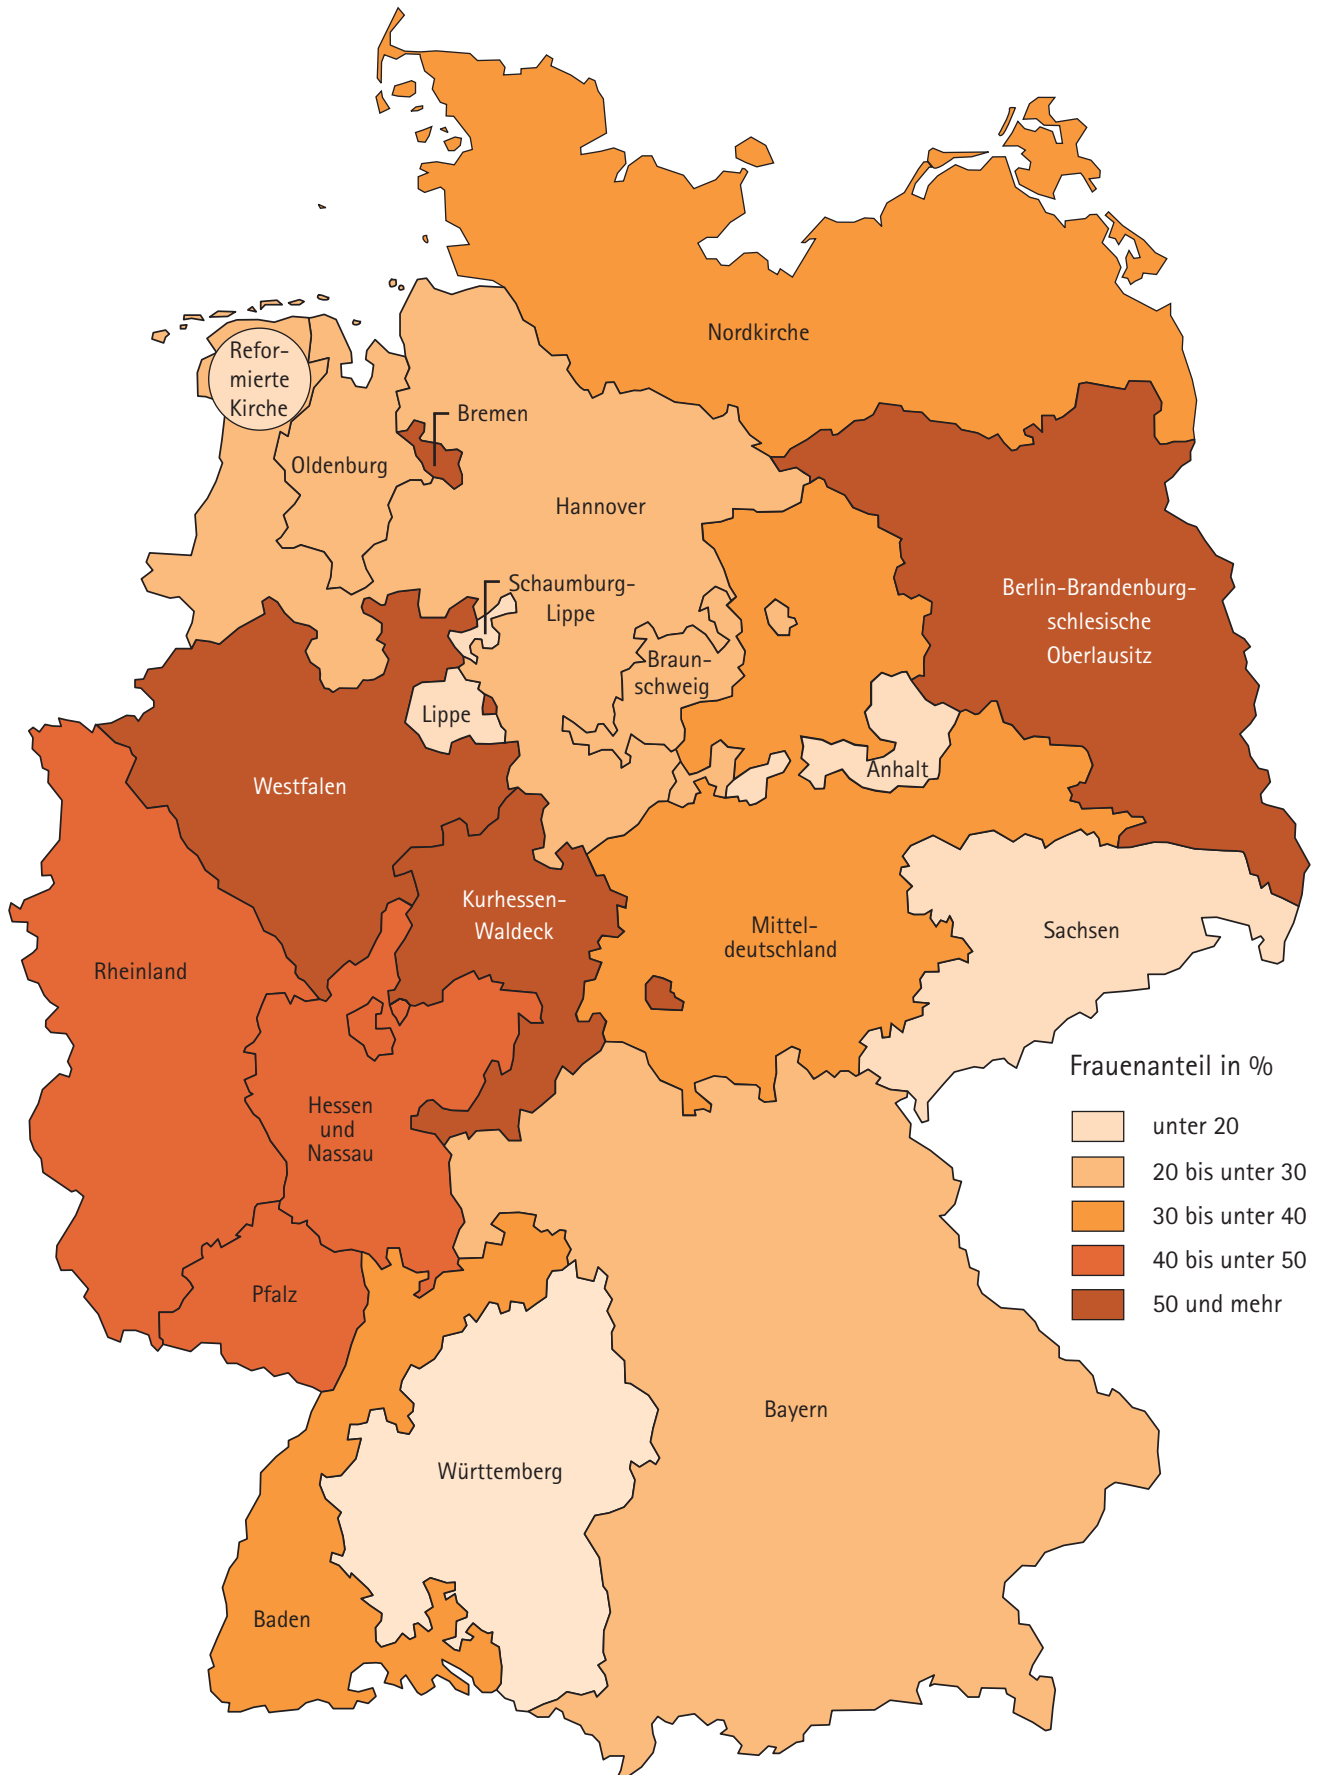 Nordkirche
Refor-
mierte
Kirche
Bremen
Oldenburg
Hannover
Schaumburg-
Lippe
Berlin-Brandenburg-
schlesische
Oberlausitz
Braun-
schweig
Lippe
Anhalt
Westfalen
Kurhessen-
Waldeck
Mittel-
deutschland
Sachsen
Rheinland
Hessen
und
Nassau
Pfalz
Bayern
Württemberg
Baden
Frauenanteil in %
unter 20
20 bis unter 30
30 bis unter 40
40 bis unter 50
50 und mehr